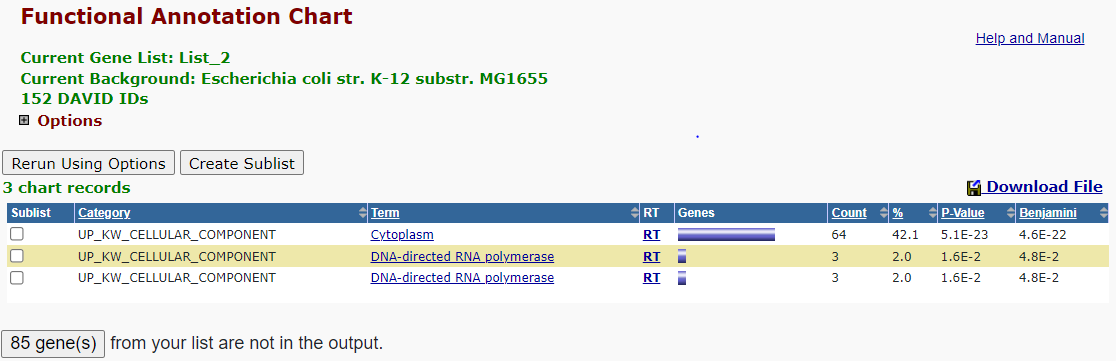 Functional Annotation Chart
Help and Manual
Current Gene List: List_2
Current Background: Escherichia coli str. K-12 substr. MG1655
152 DAVID IDs
Options
Rerun Using Options Create Sublist
3 chart records
Download File
Sublist Category Term RT Genes Count % P-Value Benjamini
UP_KW_CELLULAR_COMPONENT Cytoplasm RT 64 42.1 5.1E-23 4.6E-22
UP_KW_CELLULAR_COMPONENT DNA-directed RNA polymerase RT 3 2.0 1.6E-2 4.8E-2
UP_KW_CELLULAR_COMPONENT DNA-directed RNA polymerase RT 3 2.0 1.6E-2 4.8E-2
85 gene(s) from your list are not in the output.